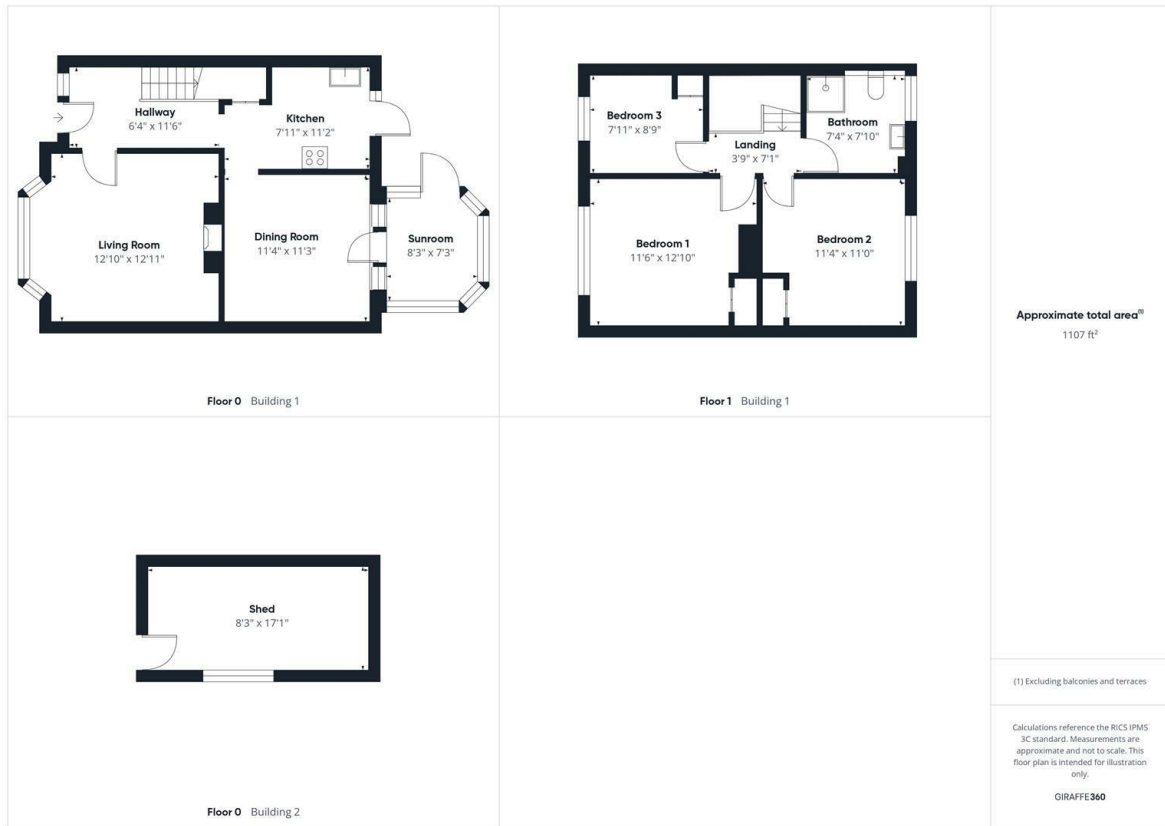 Hallway
6'4" x 11'6"
Kitchen
7'11" x 11'2"
Living Room
12'10" x 12'11"
Dining Room
11'4" x 11'3"
Sunroom
8'3" x 7'3"
Floor 0 Building 1
Bedroom 3
7'11" x 8'9"
Landing
3'9" x 7'1"
Bathroom
7'4" x 7'10"
Bedroom 1
11'6" x 12'10"
Bedroom 2
11'4" x 11'0"
Floor 1 Building 1
Shed
8'3" x 17'1"
Floor 0 Building 2
Approximate total area⁽¹⁾
1107 ft²
(1) Excluding balconies and terraces
Calculations reference the RICS IPMS
3C standard. Measurements are
approximate and not to scale. This
floor plan is intended for illustration
only.
GIRAFFE360